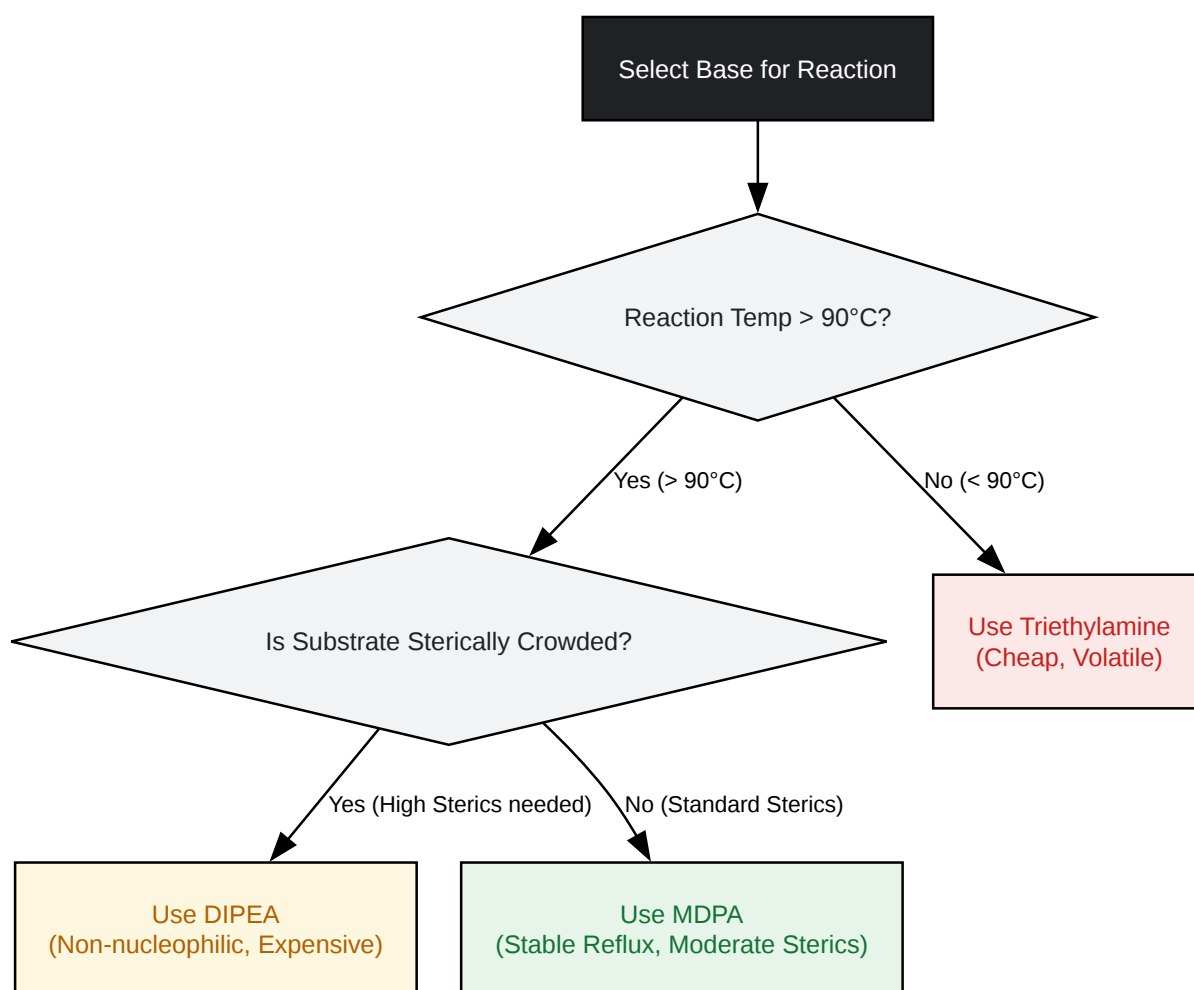 Select Base for Reaction
Reaction Temp > 90°C?
Yes (> 90°C)
No (< 90°C)
Is Substrate Sterically Crowded?
Use Triethylamine
(Cheap, Volatile)
Yes (High Sterics needed)
No (Standard Sterics)
Use DIPEA
(Non-nucleophilic, Expensive)
Use MDPA
(Stable Reflux, Moderate Sterics)